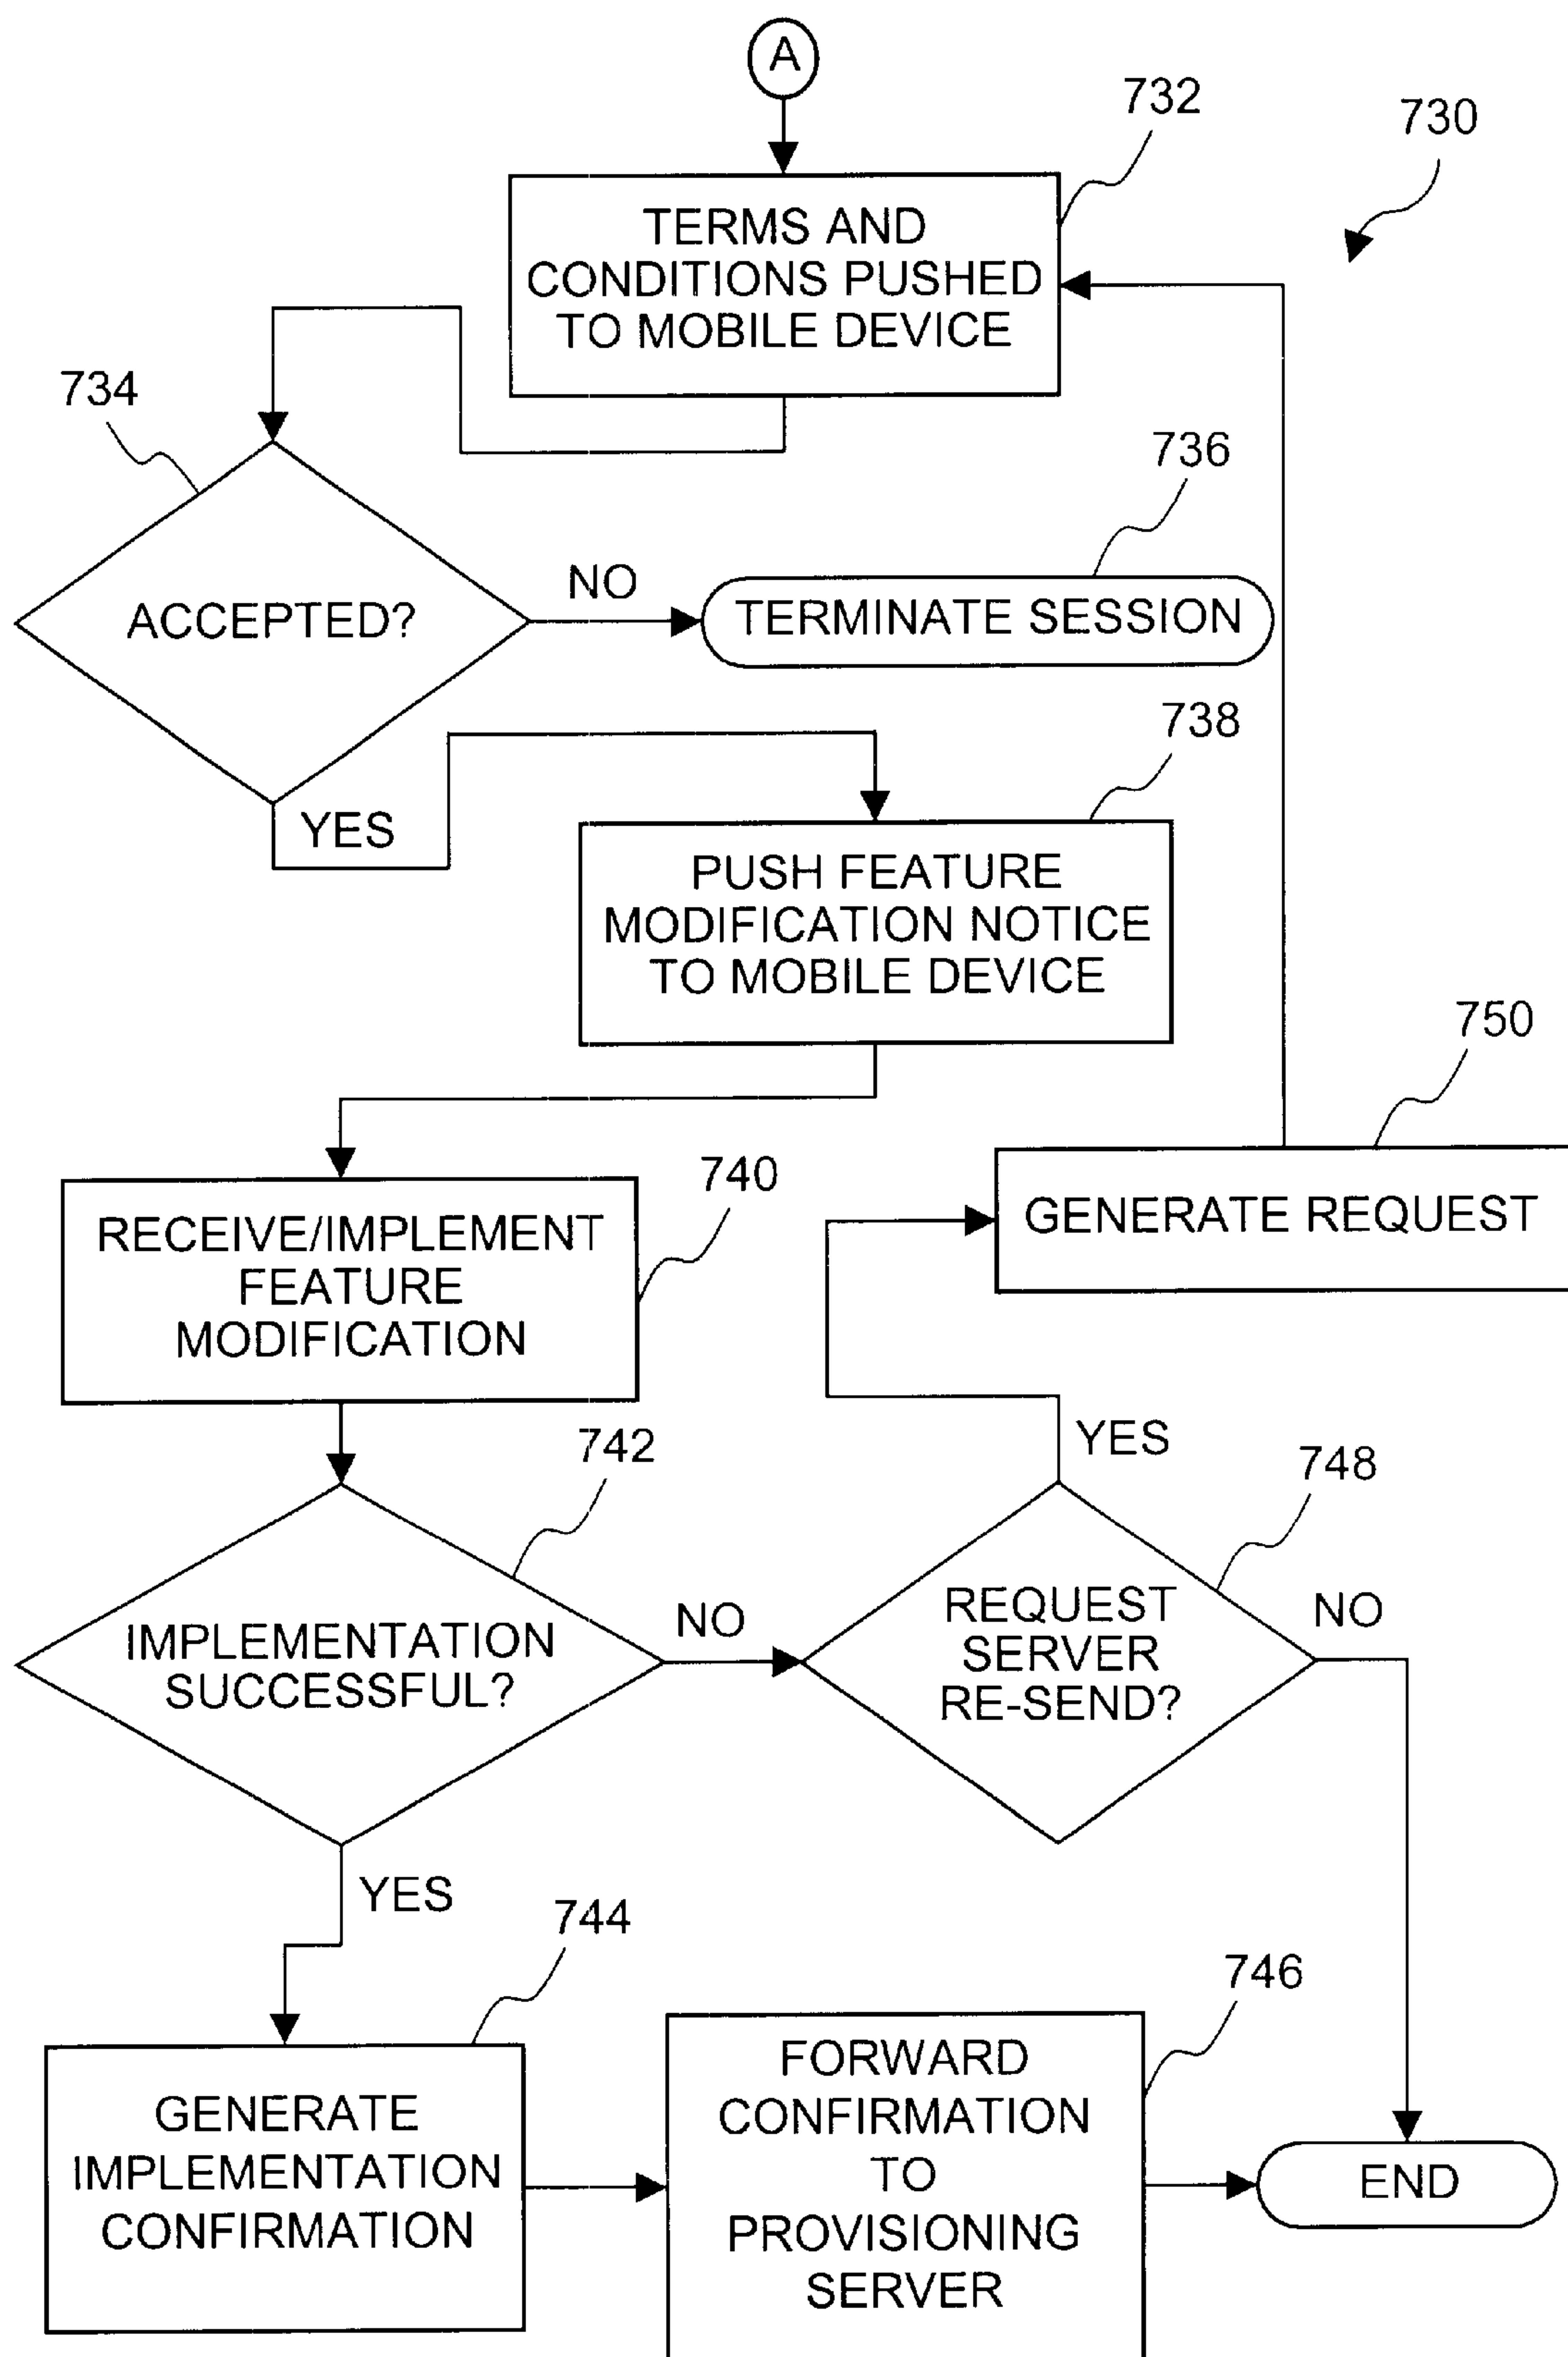 A
732
730
TERMS AND
CONDITIONS PUSHED
TO MOBILE DEVICE
734
736
ACCEPTED?
NO
TERMINATE SESSION
738
YES
PUSH FEATURE
MODIFICATION NOTICE
TO MOBILE DEVICE
750
740
GENERATE REQUEST
RECEIVE/IMPLEMENT
FEATURE
MODIFICATION
742
YES
748
IMPLEMENTATION
SUCCESSFUL?
NO
REQUEST
SERVER
RE-SEND?
NO
YES
744
746
GENERATE
IMPLEMENTATION
CONFIRMATION
FORWARD
CONFIRMATION
TO
PROVISIONING
SERVER
END